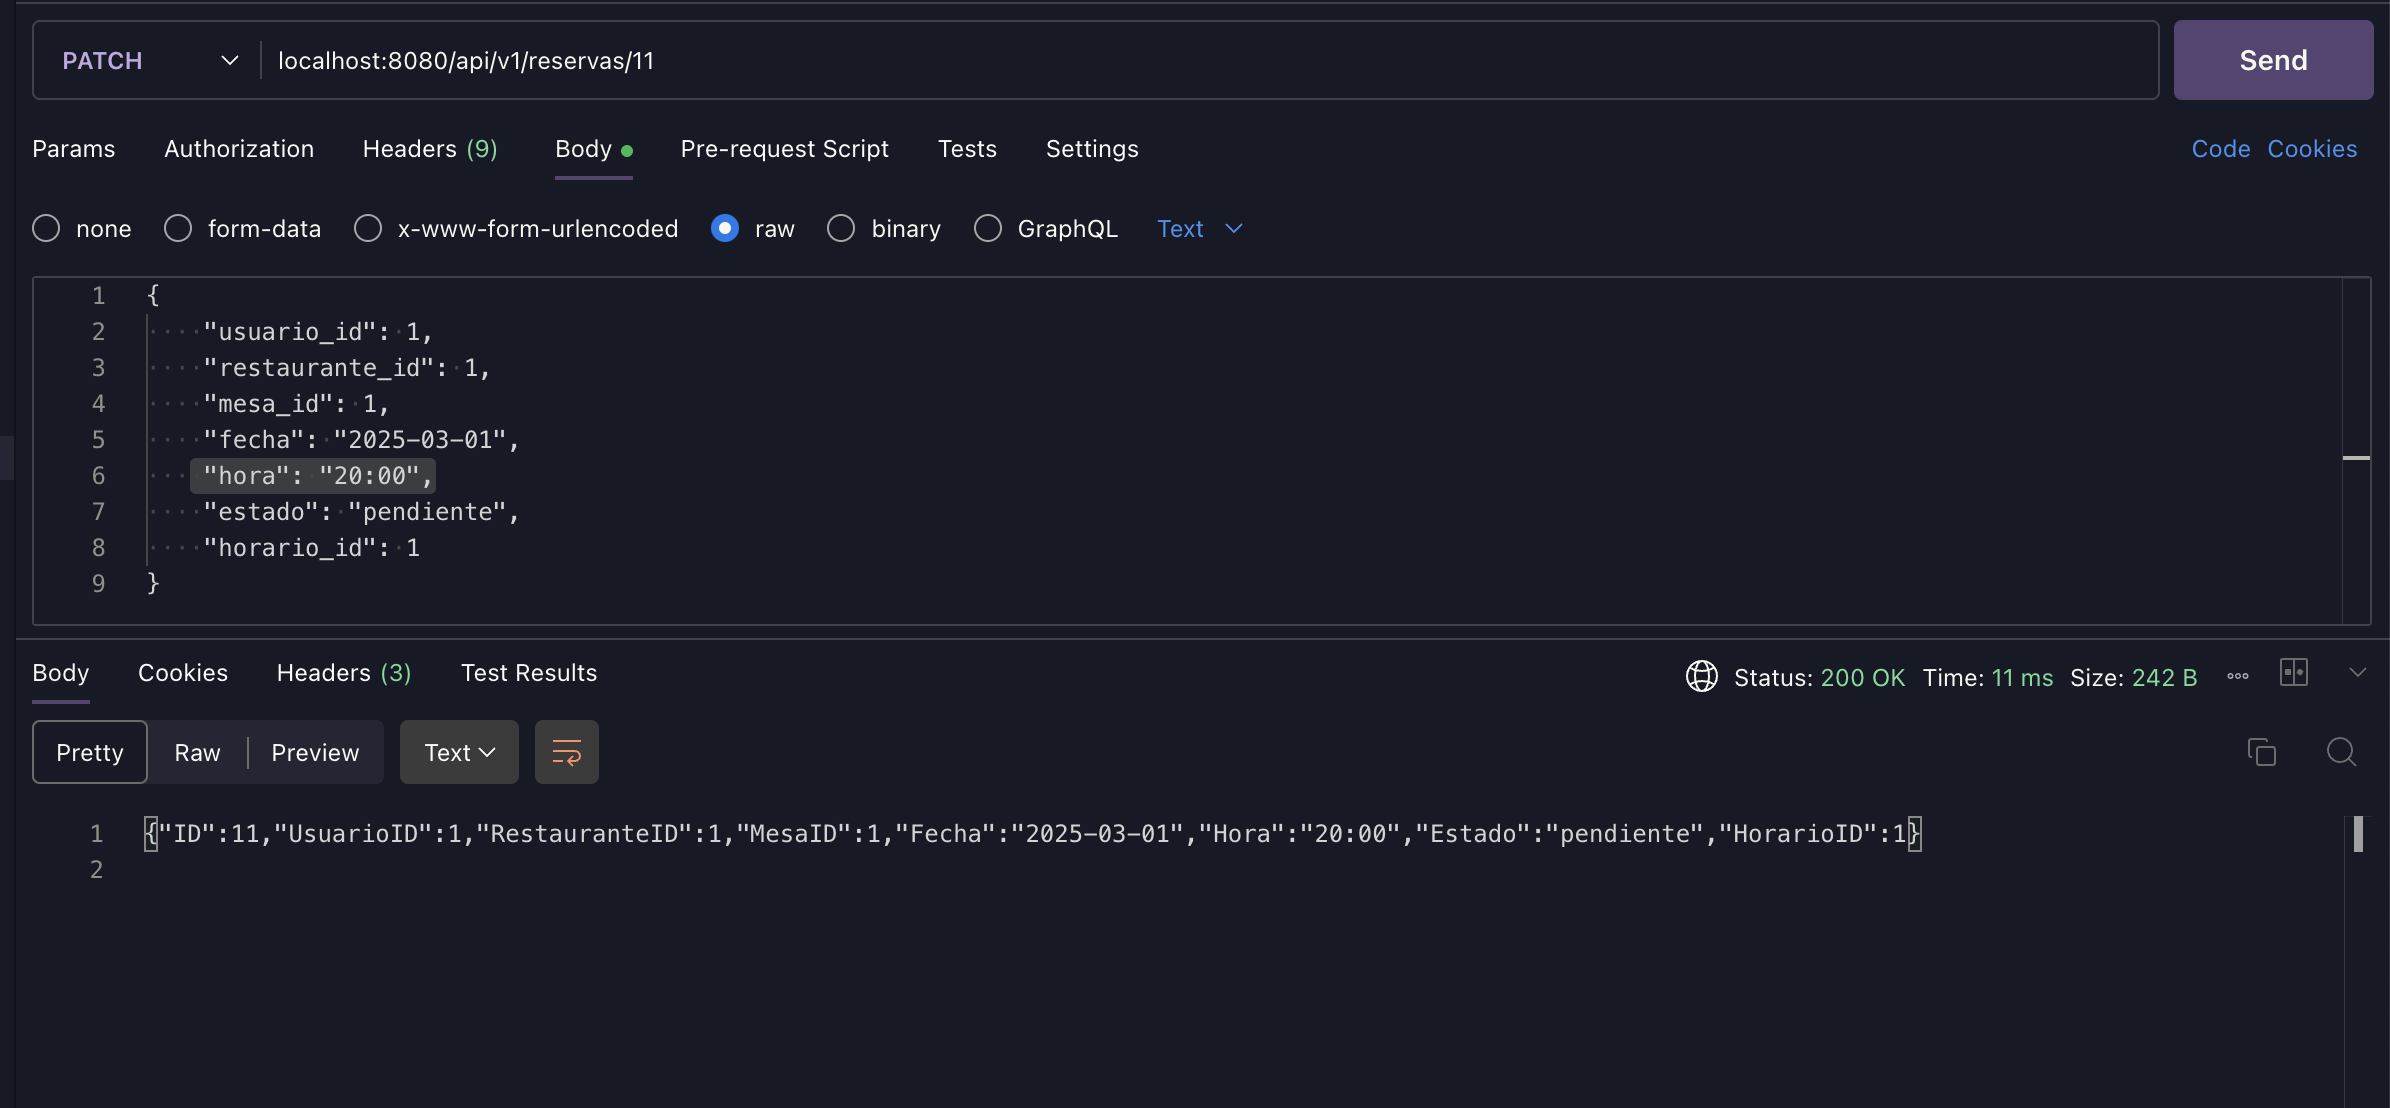 PATCH localhost:8080/api/v1/reservas/11 Send
Params Authorization Headers (9) Body Pre-request Script Tests Settings Code Cookies
none form-data x-www-form-urlencoded raw binary GraphQL Text
1 {
2 "usuario_id": 1,
3 "restaurante_id": 1,
4 "mesa_id": 1,
5 "fecha": "2025-03-01",
6 "hora": "20:00",
7 "estado": "pendiente",
8 "horario_id": 1
9 }
Body Cookies Headers (3) Test Results Status: 200 OK Time: 11 ms Size: 242 B
Pretty Raw Preview Text
1 {"ID":11,"UsuarioID":1,"RestauranteID":1,"MesaID":1,"Fecha":"2025-03-01","Hora":"20:00","Estado":"pendiente","HorarioID":1}
2